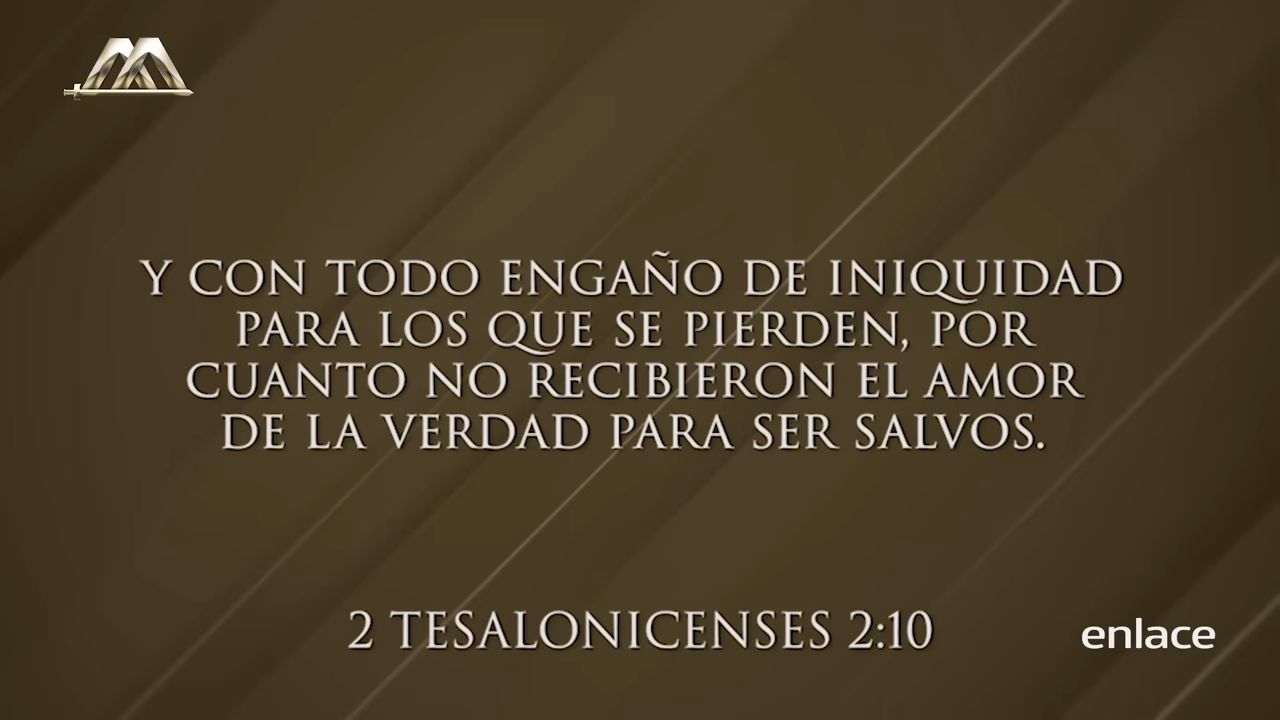 Y CON TODO ENGAÑO DE INIQUIDAD
PARA LOS QUE SE PIERDEN, POR
CUANTO NO RECIBIERON EL AMOR
DE LA VERDAD PARA SER SALVOS.
2 TESALONICENSES 2:10
enlace